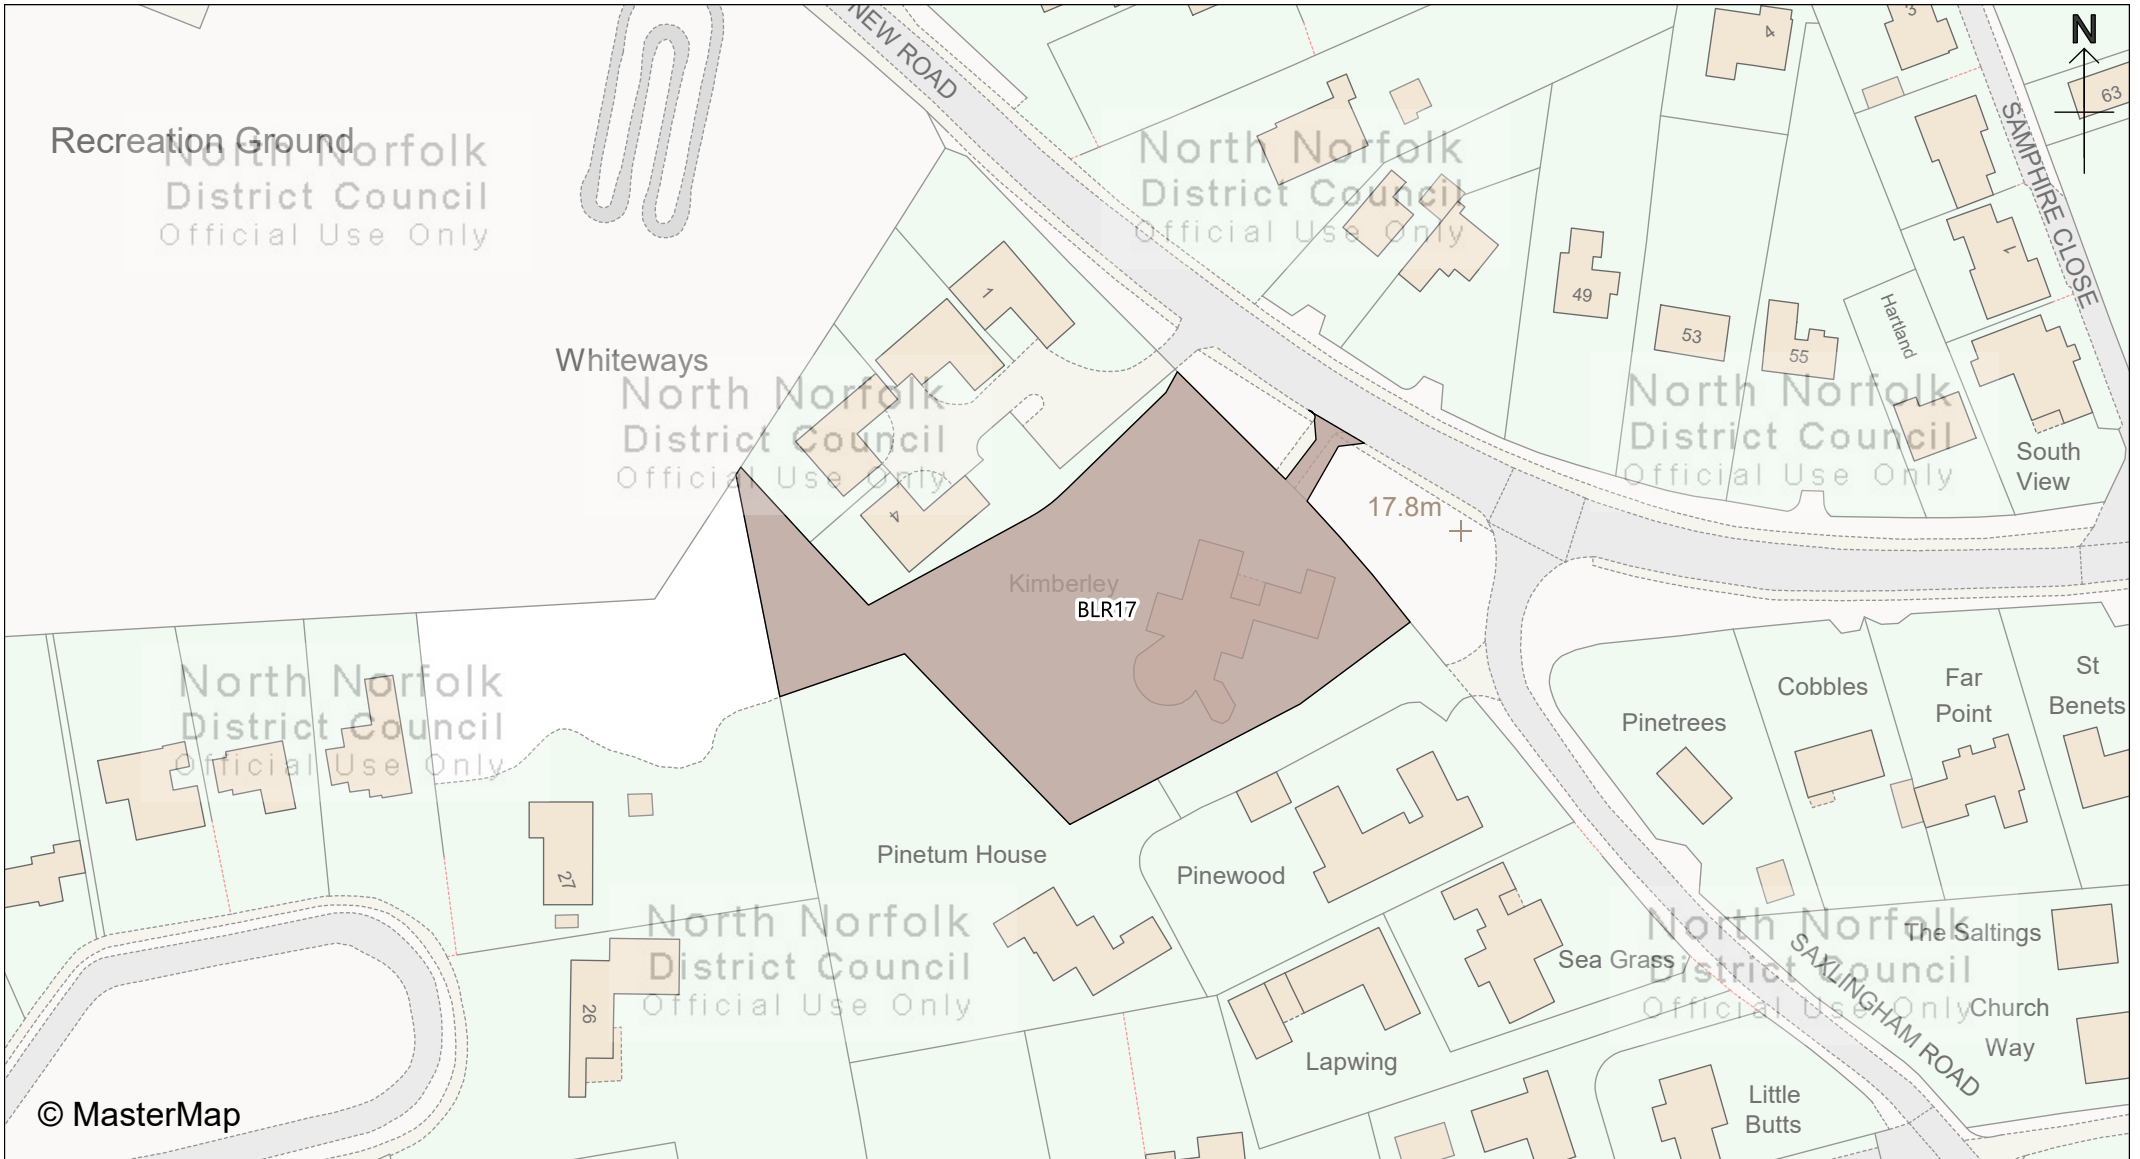 NEW ROAD
3
4
N
63
Recreation Ground
North Norfolk
District Council
Official Use Only
North Norfolk
District Council
Official Use Only
SAMPHIRE CLOSE
1
1
49
Hartland
53
55
Whiteways
North Norfolk
District Council
Official Use Only
North Norfolk
District Council
Official Use Only
South
View
4
17.8m
Kimberley
BLR17
North Norfolk
District Council
Official Use Only
Pinetrees
Cobbles
Far
Point
St
Benets
27
Pinetum House
Pinewood
North Norfolk
District Council
Official Use Only
North Norfolk
District Council
Official Use Only
The Saltings
Sea Grass
SAXLINGHAM ROAD
26
Church
Way
Lapwing
Little
Butts
© MasterMap